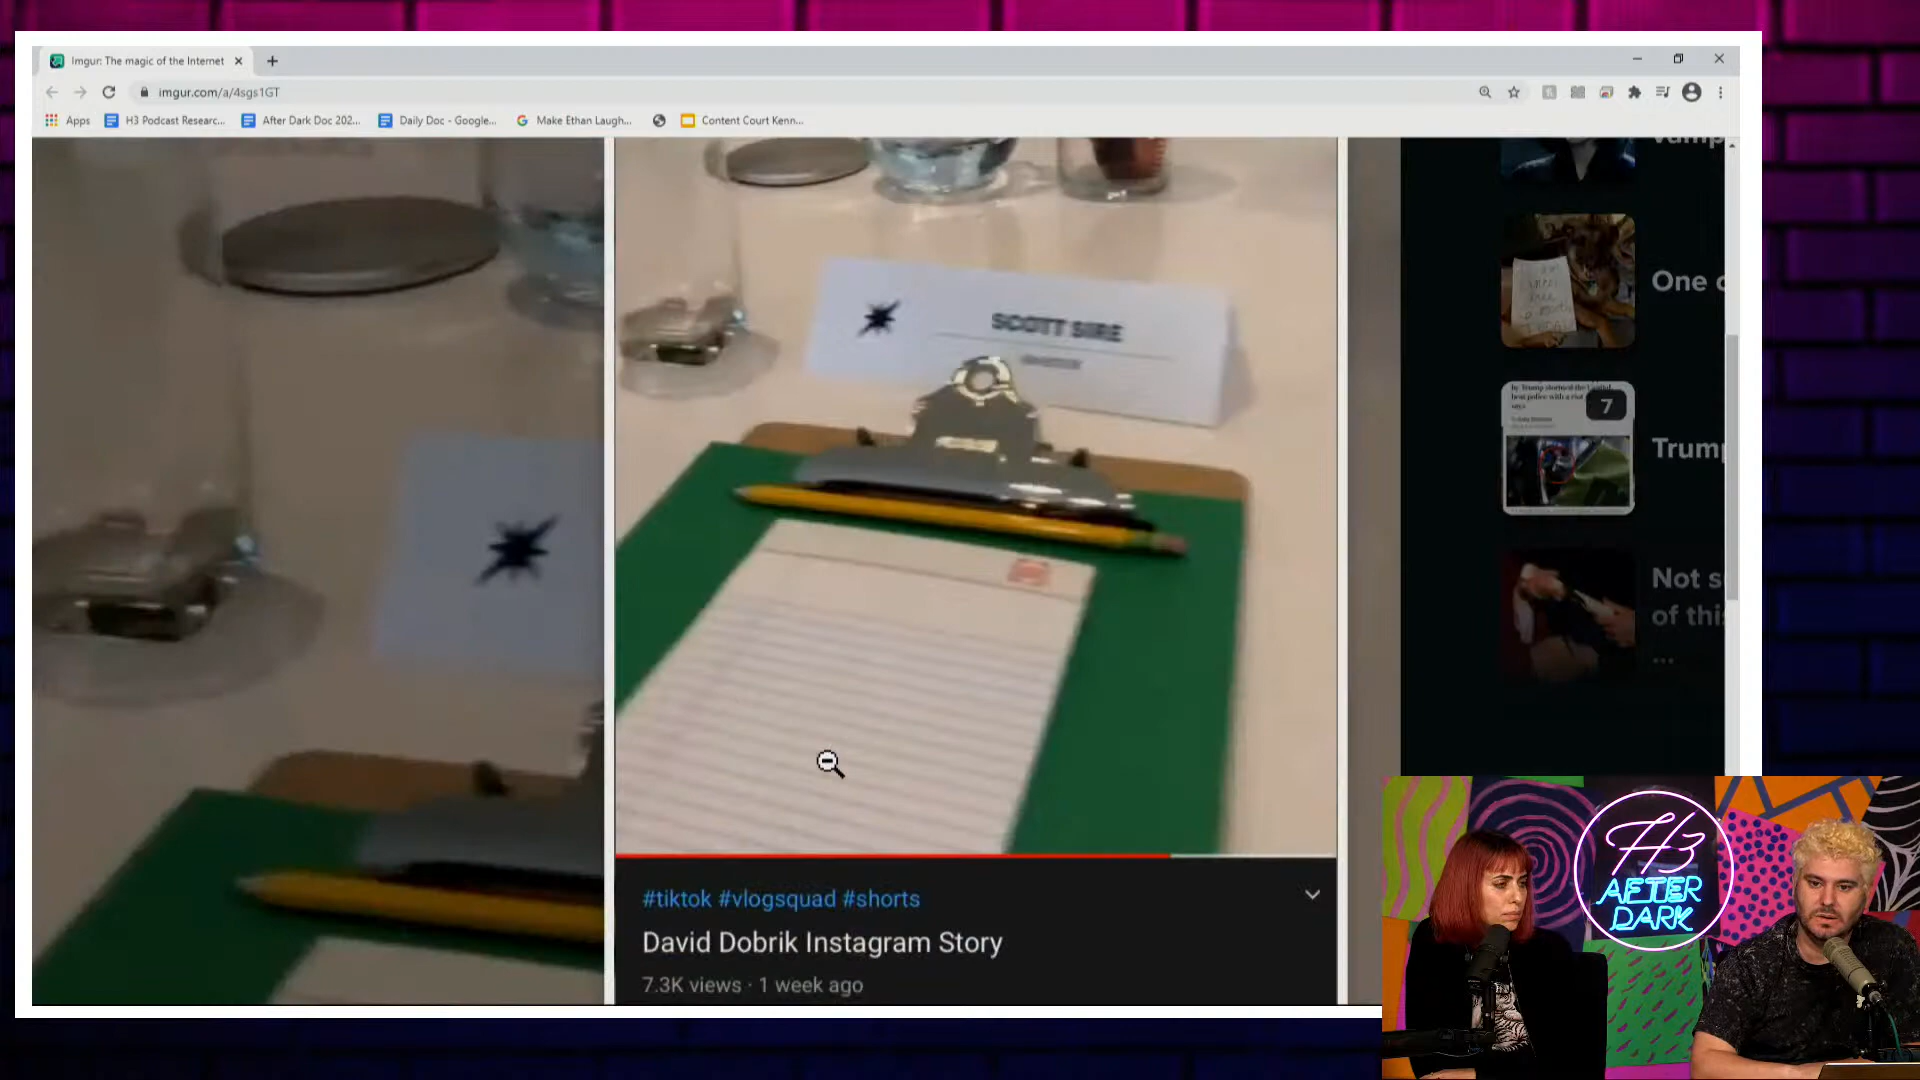 Imgur: The magic of the Internet
imgur.com/a/4sgs1GT
Apps
H3 Podcast Researc...
After Dark Doc 202...
Daily Doc - Google...
Make Ethan Laugh...
Content Court Kenn...
One
SCOTT SIRE
7
Trump
Not s
of this
...
#tiktok #vlogsquad #shorts
David Dobrik Instagram Story
7.3K views · 1 week ago
H3
AFTER
DARK